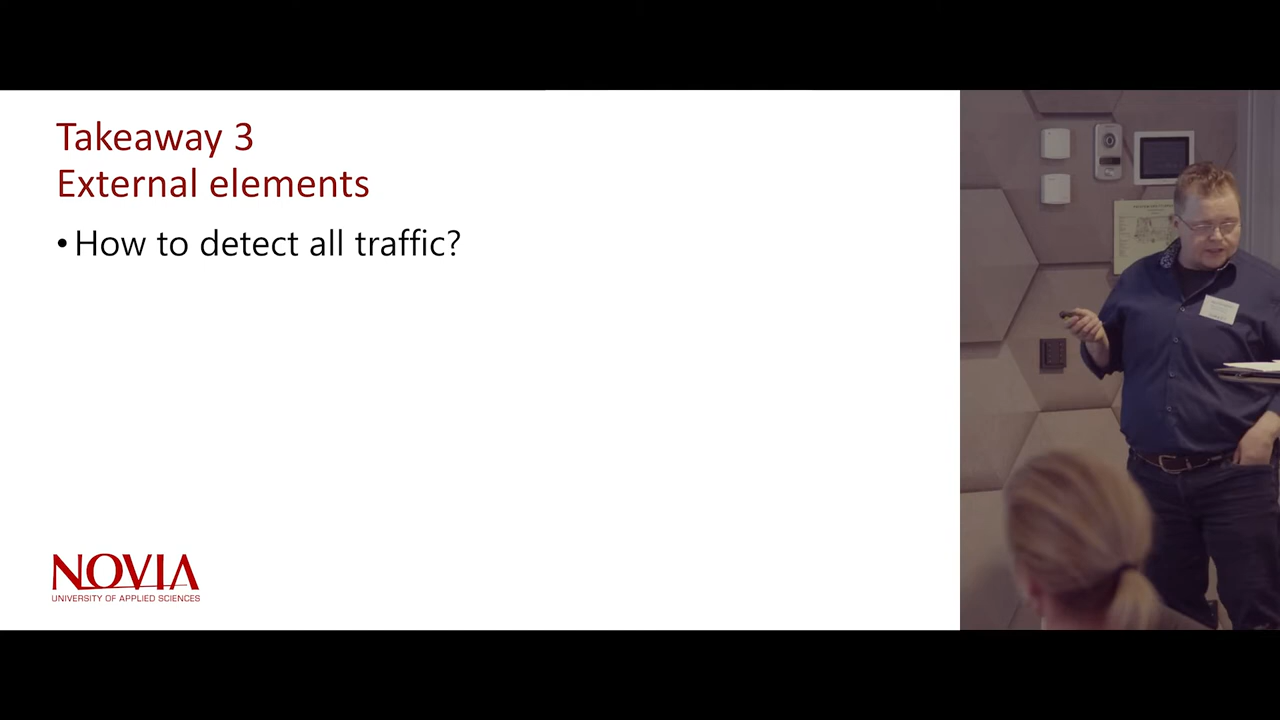 Takeaway 3
External elements
• How to detect all traffic?
NOVIA
UNIVERSITY OF APPLIED SCIENCES